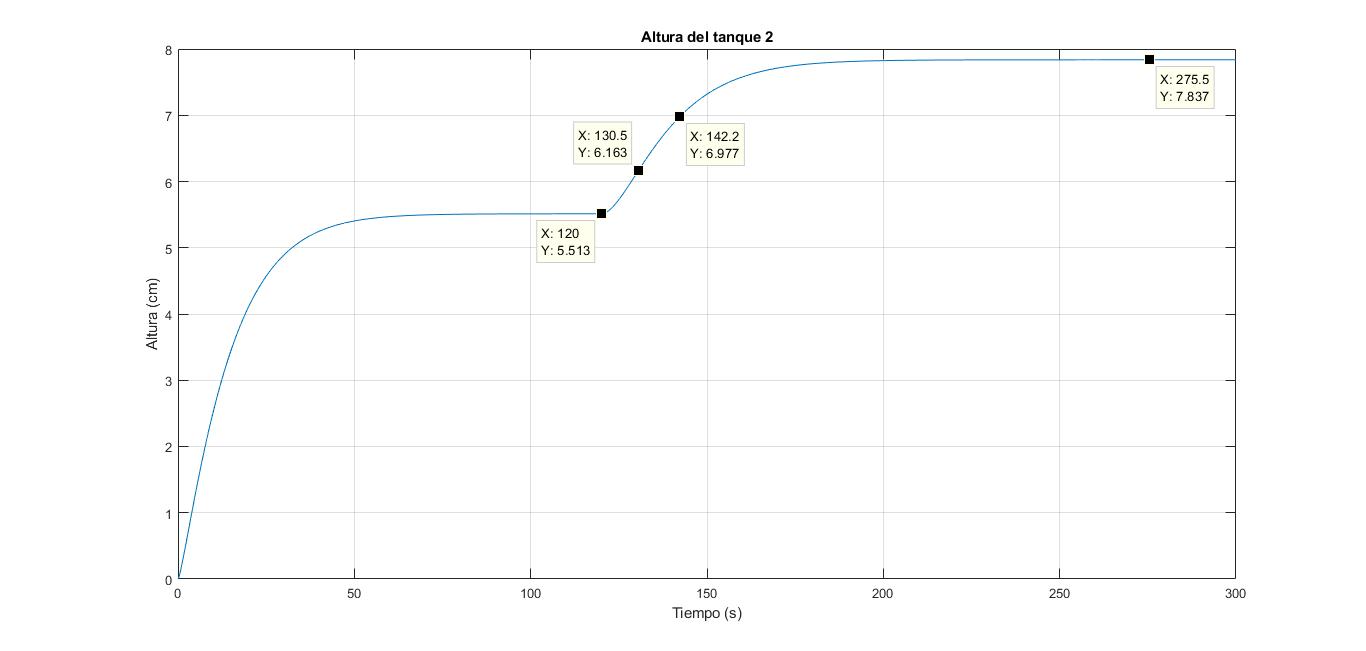 Altura del tanque 2
8
7
6
5
4
3
2
1
0
Altura (cm)
X: 275.5
Y: 7.837
X: 130.5
Y: 6.163
X: 142.2
Y: 6.977
X: 120
Y: 5.513
0 50 100 150 200 250 300
Tiempo (s)